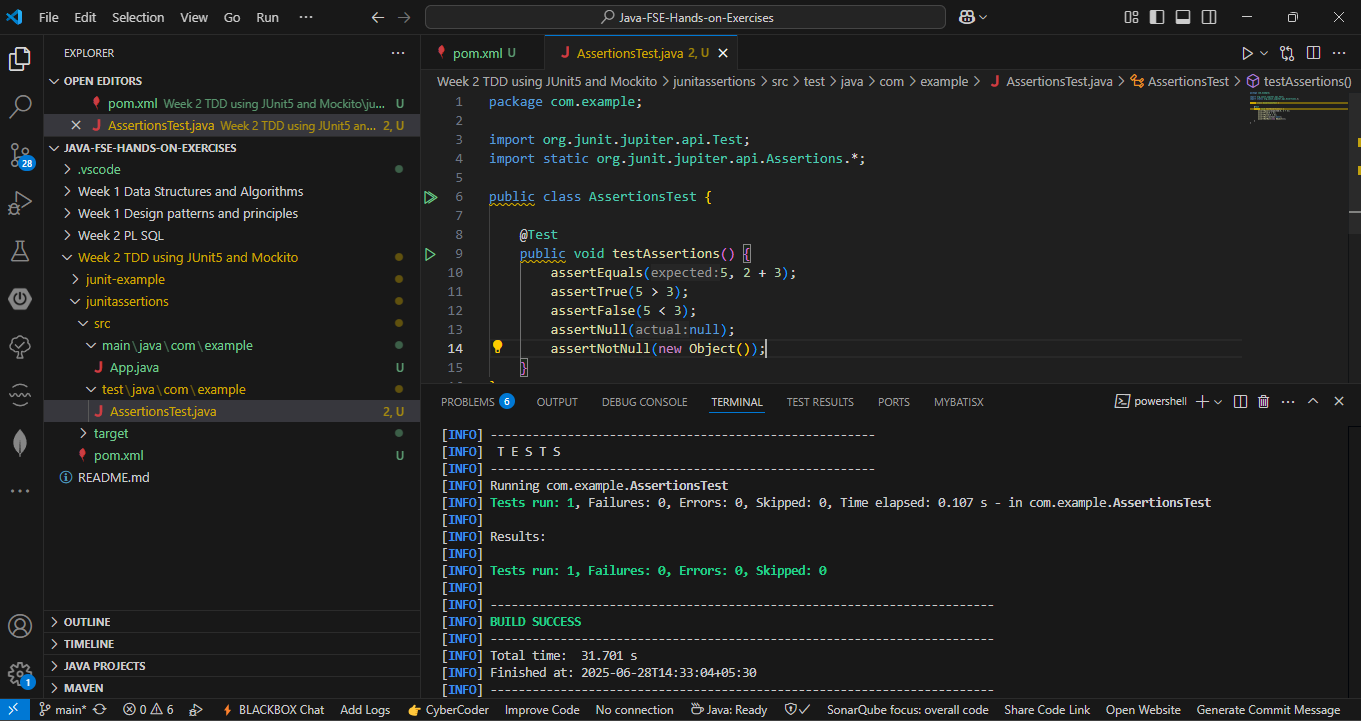 File Edit Selection View Go Run ··· Java-FSE-Hands-on-Exercises
EXPLORER ···
OPEN EDITORS
pom.xml Week 2 TDD using JUnit5 and Mockito\ju... U
AssertionsTest.java Week 2 TDD using JUnit5 an... 2, U
JAVA-FSE-HANDS-ON-EXERCISES
.vscode
Week 1 Data Structures and Algorithms
Week 1 Design patterns and principles
Week 2 PL SQL
Week 2 TDD using JUnit5 and Mockito
junit-example
junitassertions
src
main\java\com\example
App.java U
test\java\com\example
AssertionsTest.java 2, U
target
pom.xml U
README.md
OUTLINE
TIMELINE
JAVA PROJECTS
MAVEN
28
1
pom.xml U AssertionsTest.java 2, U
Week 2 TDD using JUnit5 and Mockito > junitassertions > src > test > java > com > example > AssertionsTest.java > AssertionsTest > testAssertions()
1 package com.example;
2
3 import org.junit.jupiter.api.Test;
4 import static org.junit.jupiter.api.Assertions.*;
5
6 public class AssertionsTest {
7
8 @Test
9 public void testAssertions() {
10 assertEquals(expected:5, 2 + 3);
11 assertTrue(5 > 3);
12 assertFalse(5 < 3);
13 assertNull(actual:null);
14 assertNotNull(new Object());
15 }
PROBLEMS 6 OUTPUT DEBUG CONSOLE TERMINAL TEST RESULTS PORTS MYBATISX powershell
[INFO] -------------------------------------------------------
[INFO] T E S T S
[INFO] -------------------------------------------------------
[INFO] Running com.example.AssertionsTest
[INFO] Tests run: 1, Failures: 0, Errors: 0, Skipped: 0, Time elapsed: 0.107 s - in com.example.AssertionsTest
[INFO]
[INFO] Results:
[INFO]
[INFO] Tests run: 1, Failures: 0, Errors: 0, Skipped: 0
[INFO]
[INFO] ------------------------------------------------------------------------
[INFO] BUILD SUCCESS
[INFO] ------------------------------------------------------------------------
[INFO] Total time: 31.701 s
[INFO] Finished at: 2025-06-28T14:33:04+05:30
[INFO] ------------------------------------------------------------------------
main* 0 6 BLACKBOX Chat Add Logs CyberCoder Improve Code No connection Java: Ready SonarQube focus: overall code Share Code Link Open Website Generate Commit Message